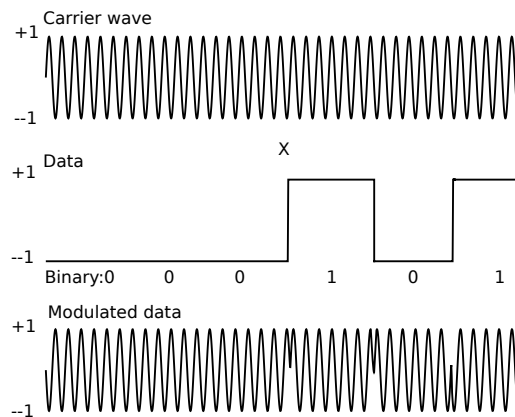 Carrier wave
+1
--1
X
Data
+1
--1
Binary:0 0 0 1 0 1
Modulated data
+1
--1